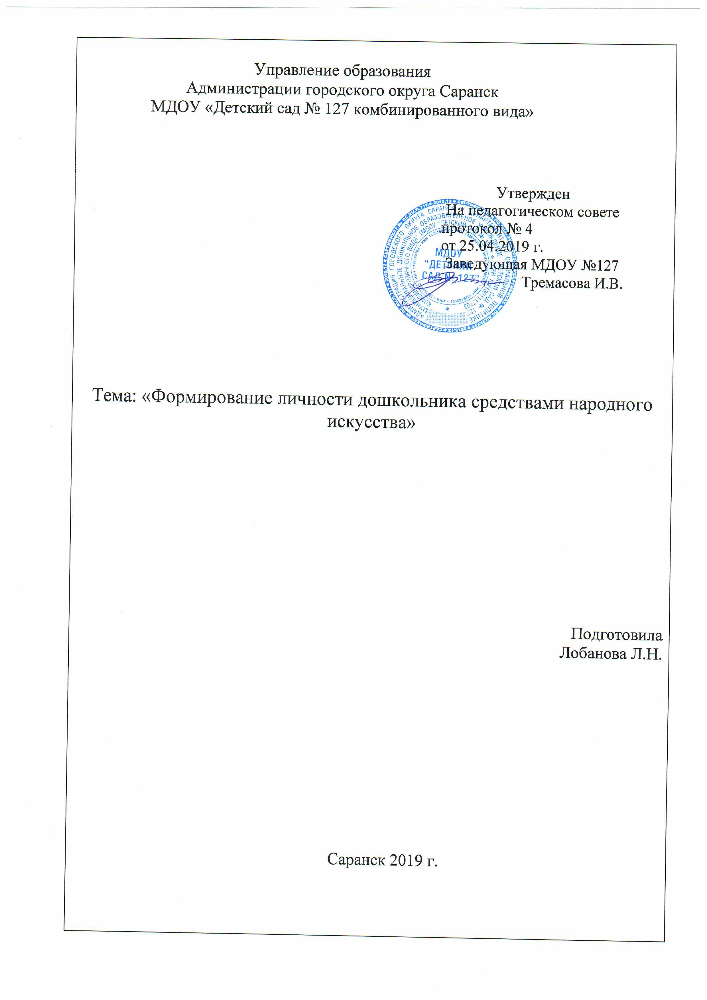 Управление образования
Администрации городского округа Саранск
МДОУ «Детский сад № 127 комбинированного вида»
Утвержден
На педагогическом совете
протокол № 4
от 25.04.2019 г.
Заведующая МДОУ №127
Тремасова И.В.
МДОУ
"ДЕТСКИЙ
САД № 127"
Тема: «Формирование личности дошкольника средствами народного
искусства»
Подготовила
Лобанова Л.Н.
Саранск 2019 г.